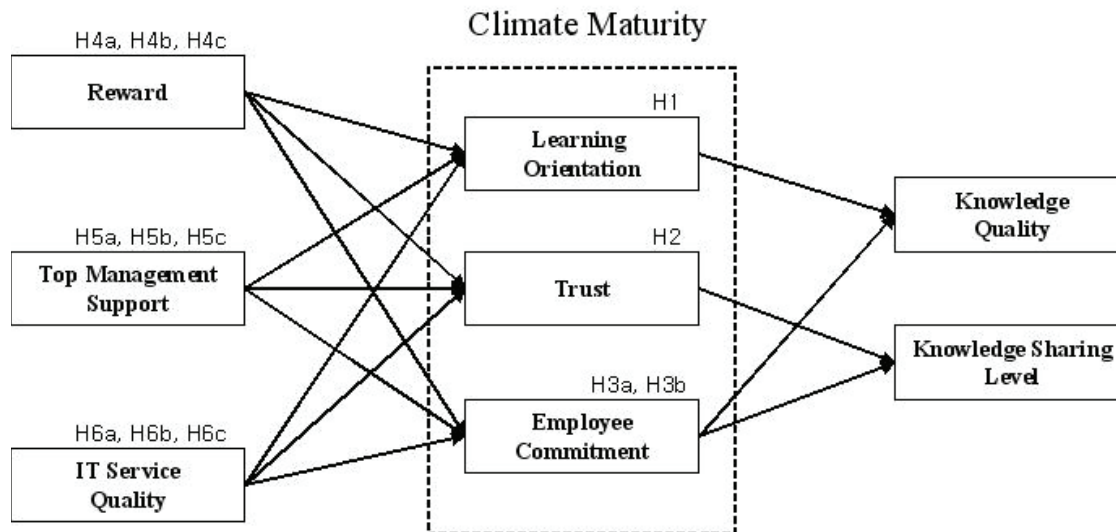 Climate Maturity
H4a, H4b, H4c
Reward
H5a, H5b, H5c
Top Management
Support
H6a, H6b, H6c
IT Service
Quality
H1
Learning
Orientation
H2
Trust
H3a, H3b
Employee
Commitment
Knowledge
Quality
Knowledge Sharing
Level